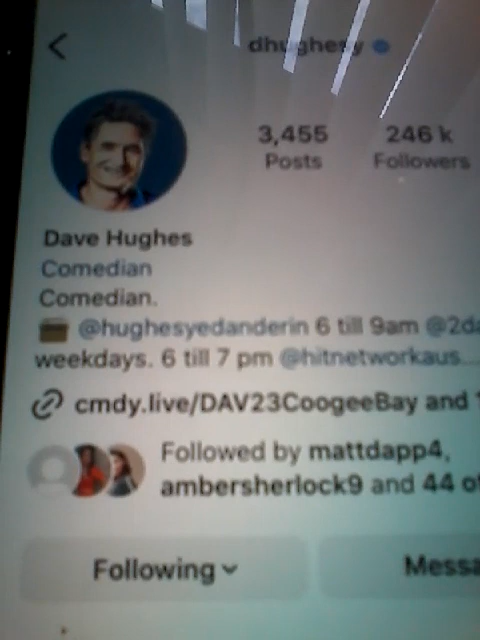 dhughesy
3,455 246 k
Posts Followers
Dave Hughes
Comedian
Comedian.
@hughesyedanderin 6 till 9am @2da
weekdays. 6 till 7 pm @hitnetworkaus
cmdy.live/DAV23CoogeeBay and
Followed by mattdapp4,
ambersherlock9 and 44 o
Following Messa